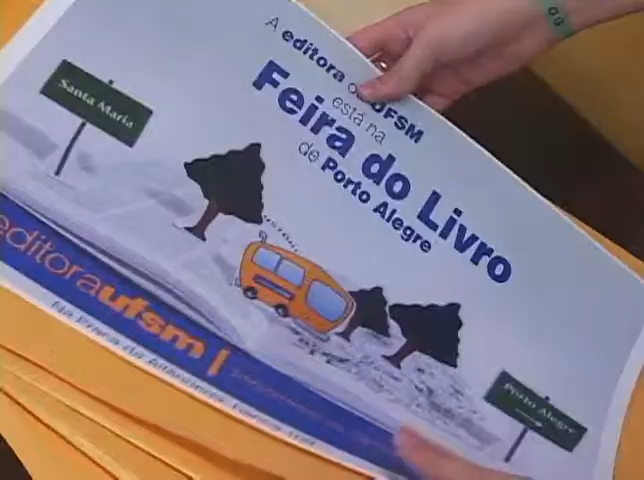 A editora da UFSM
está na
Feira do Livro
de Porto Alegre
Santa Maria
Porto Alegre
editoraufsm
Na Praça da Alfândega,